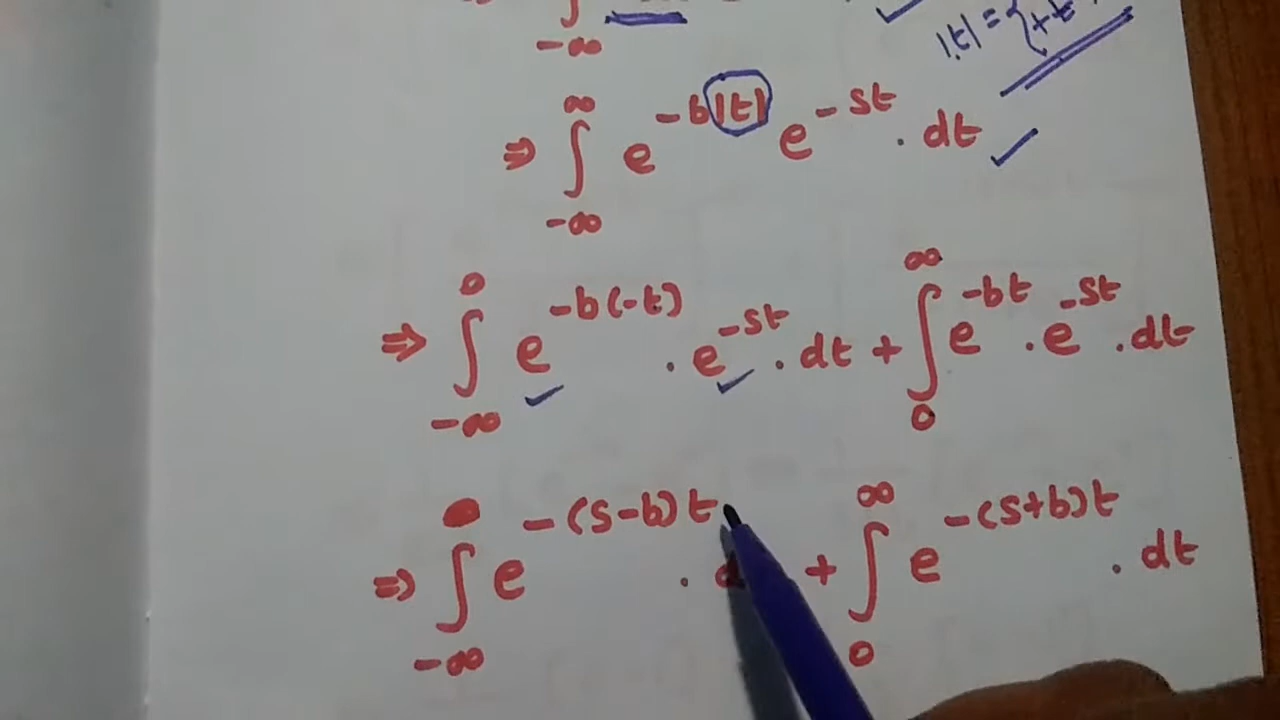 -∞
|t| = { +t
⇒ ∫_{-∞}^{∞} e^{-b|t|} e^{-st} . dt ✓
⇒ ∫_{-∞}^{0} e^{-b(-t)} . e^{-st} . dt + ∫_{0}^{∞} e^{-bt} . e^{-st} . dt
⇒ ∫_{-∞}^{0} e^{-(s-b)t} . d + ∫_{0}^{∞} e^{-(s+b)t} . dt